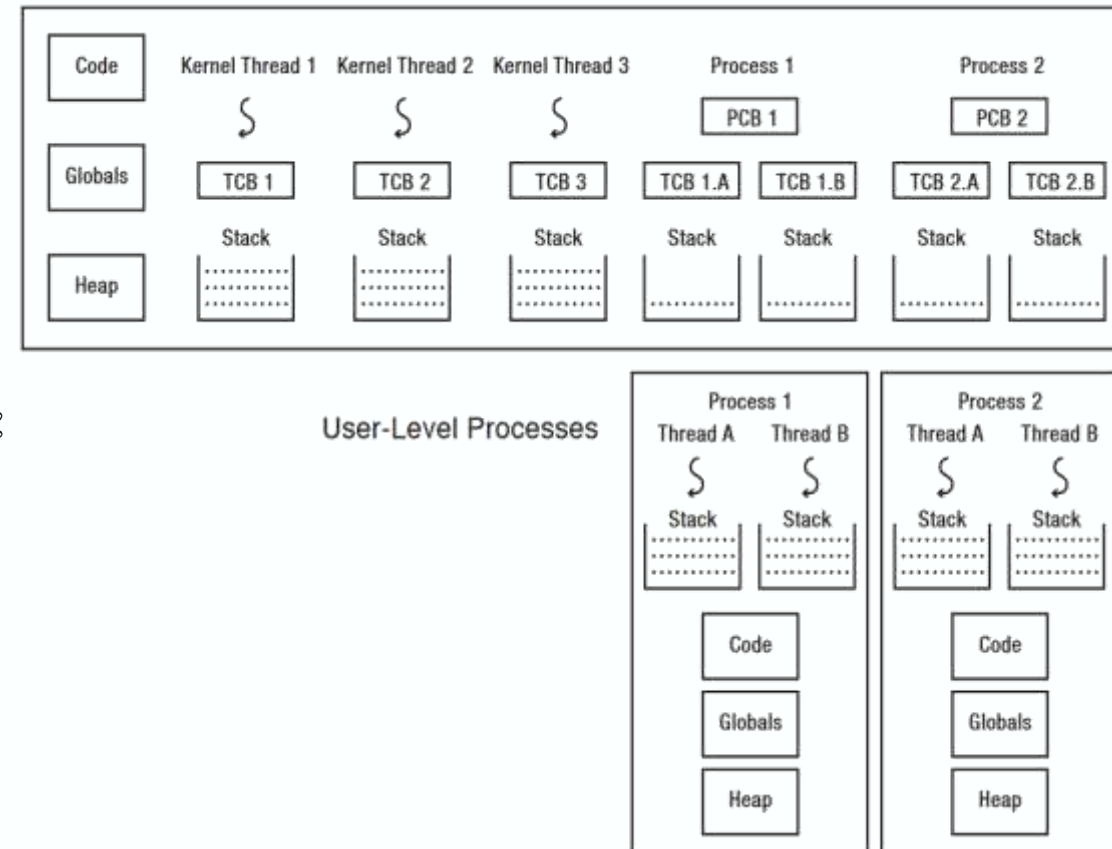 Code
Kernel Thread 1 Kernel Thread 2 Kernel Thread 3 Process 1 Process 2
PCB 1 PCB 2
Globals TCB 1 TCB 2 TCB 3 TCB 1.A TCB 1.B TCB 2.A TCB 2.B
Stack Stack Stack Stack Stack Stack Stack
Heap
User-Level Processes
Process 1
Thread A Thread B
Stack Stack
Code
Globals
Heap
Process 2
Thread A Thread B
Stack Stack
Code
Globals
Heap